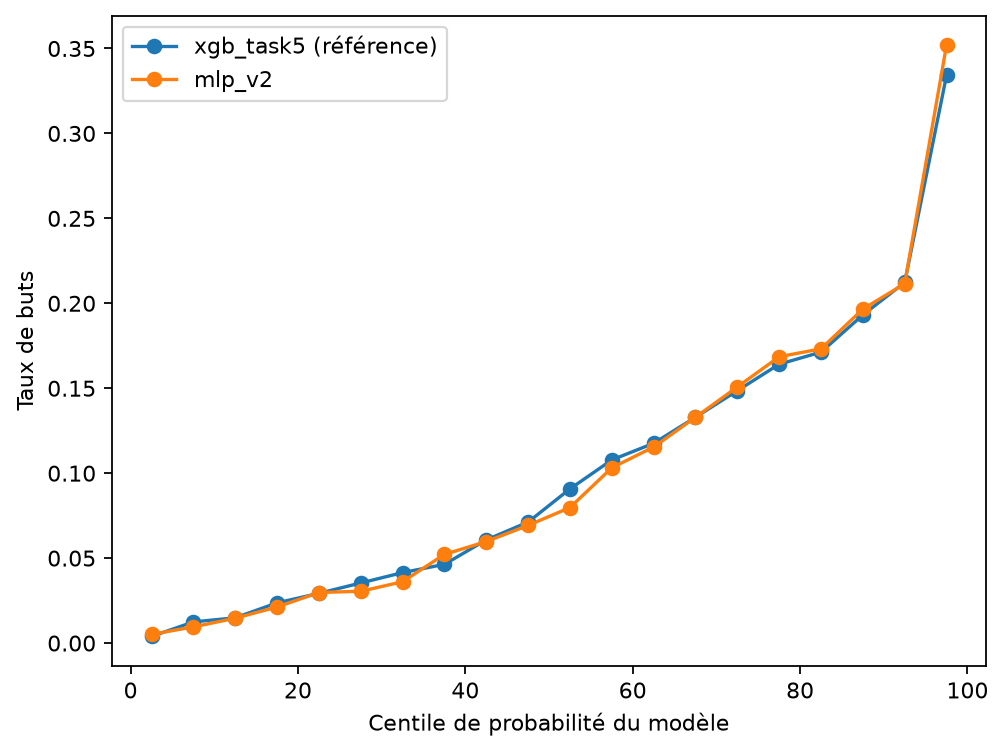 xgb_task5 (référence)
mlp_v2
Taux de buts
0.35
0.30
0.25
0.20
0.15
0.10
0.05
0.00
0 20 40 60 80 100
Centile de probabilité du modèle